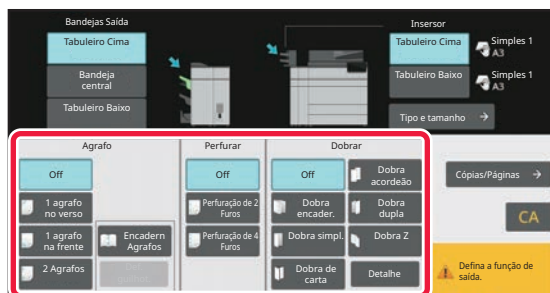 Bandejas Saída
Insersor
Tabuleiro Cima
Bandeja
central
Tabuleiro Baixo
Tabuleiro Cima
Simples 1
A3
Tabuleiro Baixo
Simples 1
A3
Tipo e tamanho
Agrafo
Off
1 agrafo
no verso
1 agrafo
na frente
2 Agrafos
Encadern
Agrafos
Perfurar
Off
Perfuração de 2
Furos
Perfuração de 4
Furos
Dobrar
Off
Dobra
encader.
Dobra simpl.
Dobra de
carta
Dobra
acordeão
Dobra
dupla
Dobra Z
Detalhe
Cópias/Páginas
CA
Defina a função de
saída.